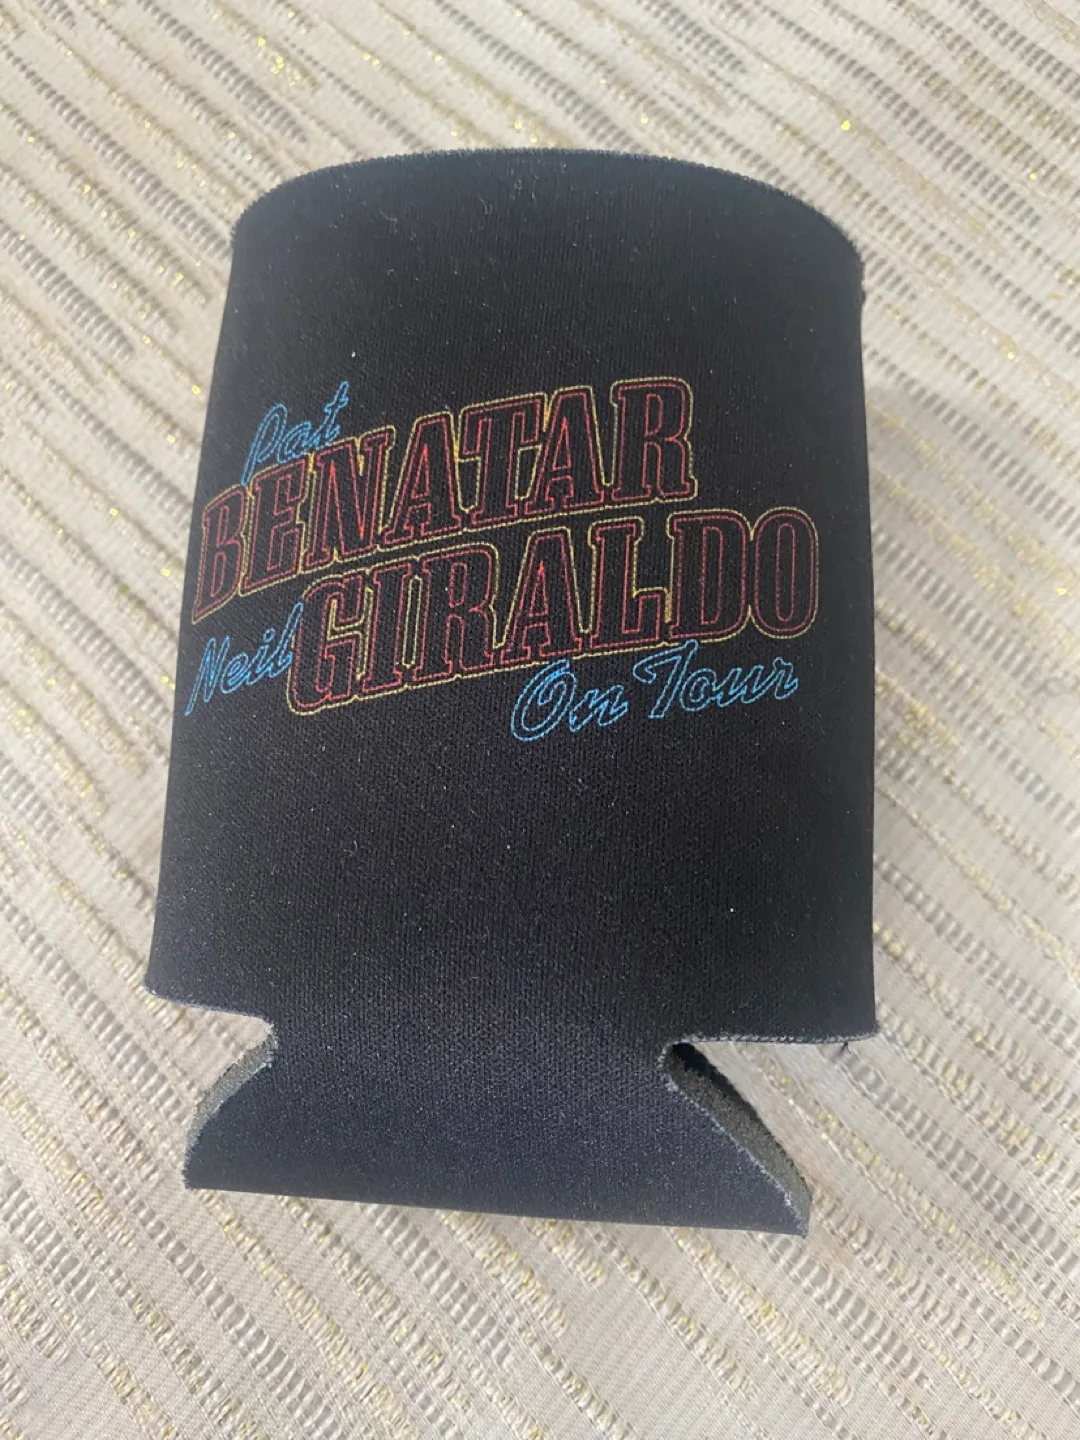 Pat
BENATAR
Neil GIRALDO
On Tour